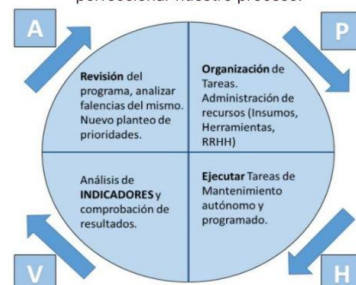 perfeccionar nuestro proceso.
A
P
Revisión del
programa, analizar
falencias del mismo.
Nuevo planteo de
prioridades.
Organización de
Tareas.
Administración de
recursos (Insumos,
Herramientas,
RRHH)
Análisis de
INDICADORES y
comprobación de
resultados.
Ejecutar Tareas de
Mantenimiento
autónomo y
programado.
V
H